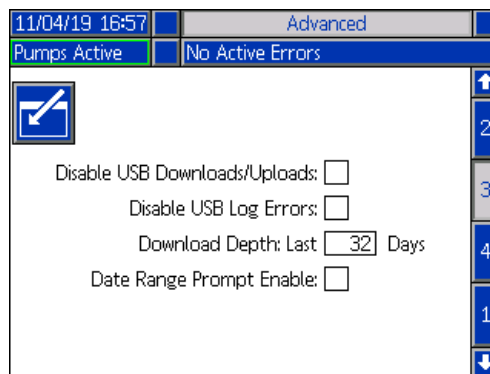 11/04/19 16:57 Advanced
Pumps Active No Active Errors
2
Disable USB Downloads/Uploads:
3
Disable USB Log Errors:
Download Depth: Last 32 Days
4
Date Range Prompt Enable:
1